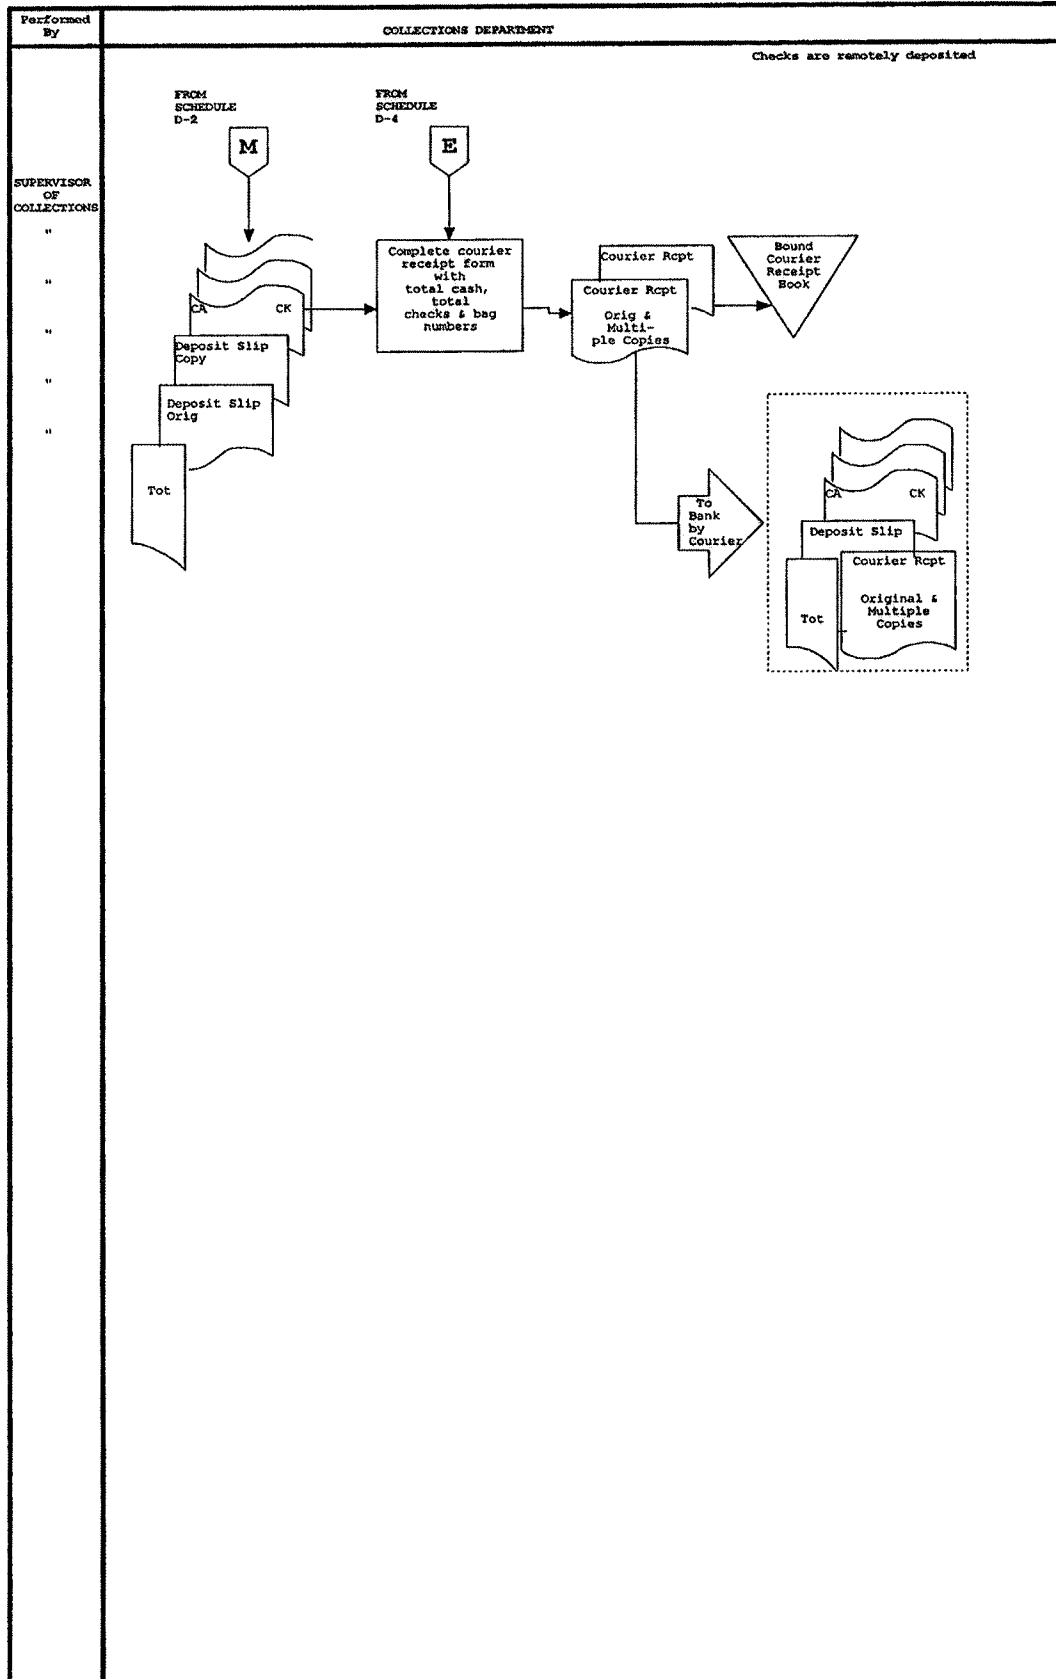 Performed
By
COLLECTIONS DEPARTMENT
Checks are remotely deposited
FROM
SCHEDULE
D-2
FROM
SCHEDULE
D-4
M
E
SUPERVISOR
OF
COLLECTIONS
"
"
"
"
"
CA CK
Deposit Slip
Copy
Deposit Slip
Orig
Tot
Complete courier
receipt form
with
total cash,
total
checks & bag
numbers
Courier Rcpt
Courier Rcpt
Orig &
Multi-
ple Copies
Bound
Courier
Receipt
Book
To
Bank
by
Courier
CA CK
Deposit Slip
Courier Rcpt
Original &
Multiple
Copies
Tot